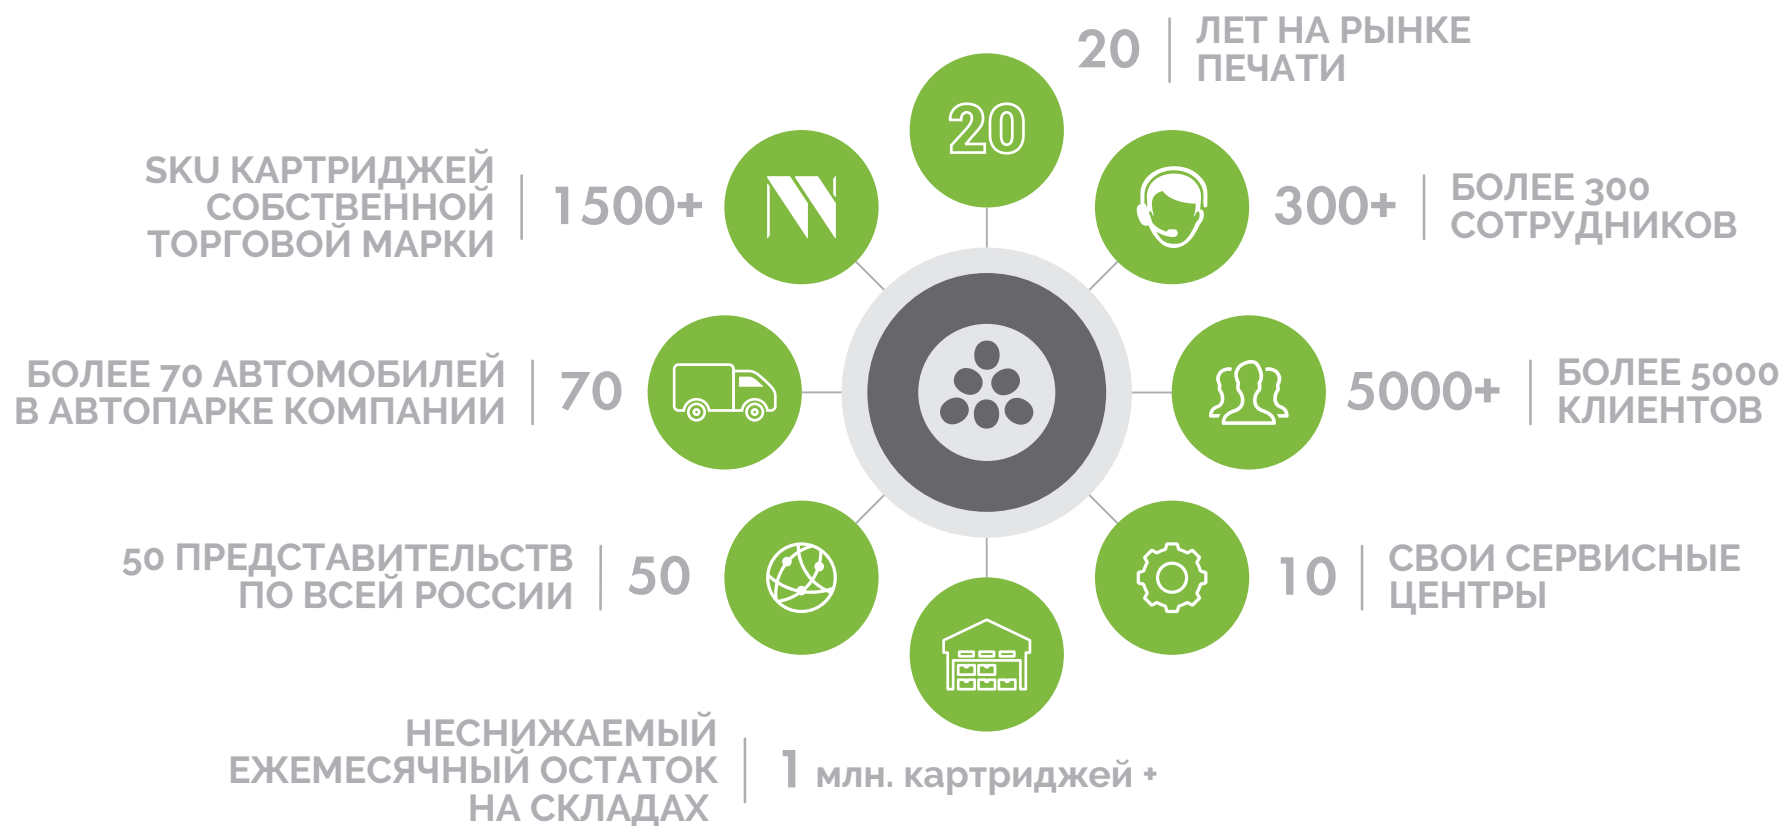 20
ЛЕТ НА РЫНКЕ
ПЕЧАТИ
20
300+
БОЛЕЕ 300
СОТРУДНИКОВ
5000+
БОЛЕЕ 5000
КЛИЕНТОВ
10
СВОИ СЕРВИСНЫЕ
ЦЕНТРЫ
НЕСНИЖАЕМЫЙ
ЕЖЕМЕСЯЧНЫЙ ОСТАТОК
НА СКЛАДАХ
1 млн. картриджей +
50 ПРЕДСТАВИТЕЛЬСТВ
ПО ВСЕЙ РОССИИ
50
БОЛЕЕ 70 АВТОМОБИЛЕЙ
В АВТОПАРКЕ КОМПАНИИ
70
SKU КАРТРИДЖЕЙ
СОБСТВЕННОЙ
ТОРГОВОЙ МАРКИ
1500+